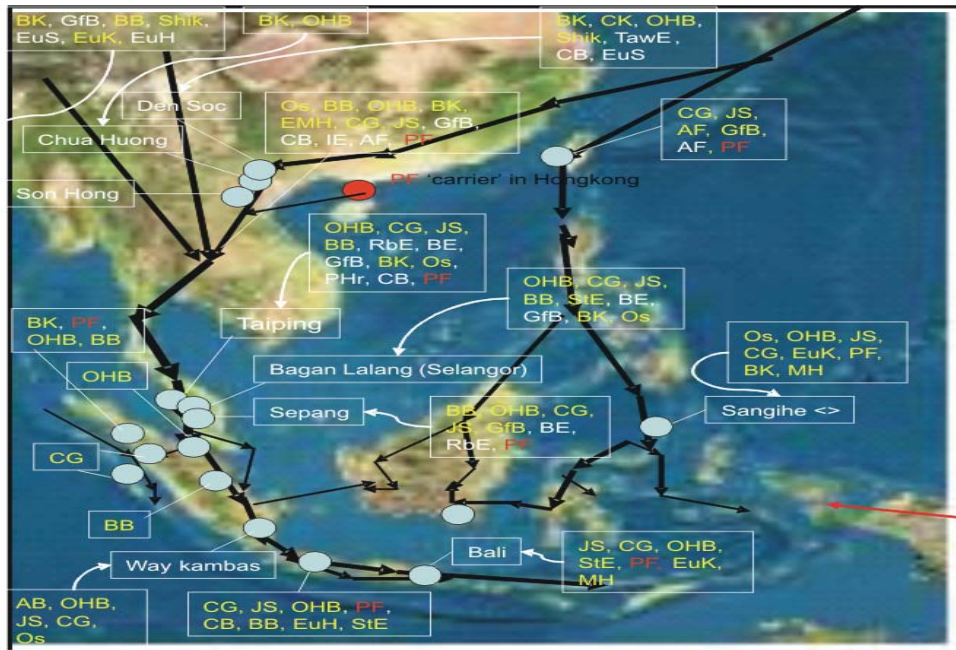 BK, GfB, BB, Shik,
EuS, EuK, EuH
BK, OHB
BK, CK, OHB,
Shik, TawE,
CB, EuS
Den Soc
Os, BB, OHB, BK,
EMH, CG, JS, GfB,
CB, IE, AF, PF
CG, JS,
AF, GfB,
AF, PF
Chua Huong
PF 'carrier' in Hongkong
Son Hong
OHB, CG, JS,
BB, RbE, BE,
GfB, BK, Os,
PHr, CB, PF
OHB, CG, JS,
BB, StE, BE,
GfB, BK, Os
BK, PF,
OHB, BB
Taiping
Os, OHB, JS,
CG, EuK, PF,
BK, MH
OHB
Bagan Lalang (Selangor)
Sepang
BB, OHB, CG,
JS, GfB, BE,
RbE, PF
Sangihe <>
CG
BB
Way kambas
Bali
JS, CG, OHB,
StE, PF, EuK,
MH
AB, OHB,
JS, CG,
Os
CG, JS, OHB, PF,
CB, BB, EuH, StE